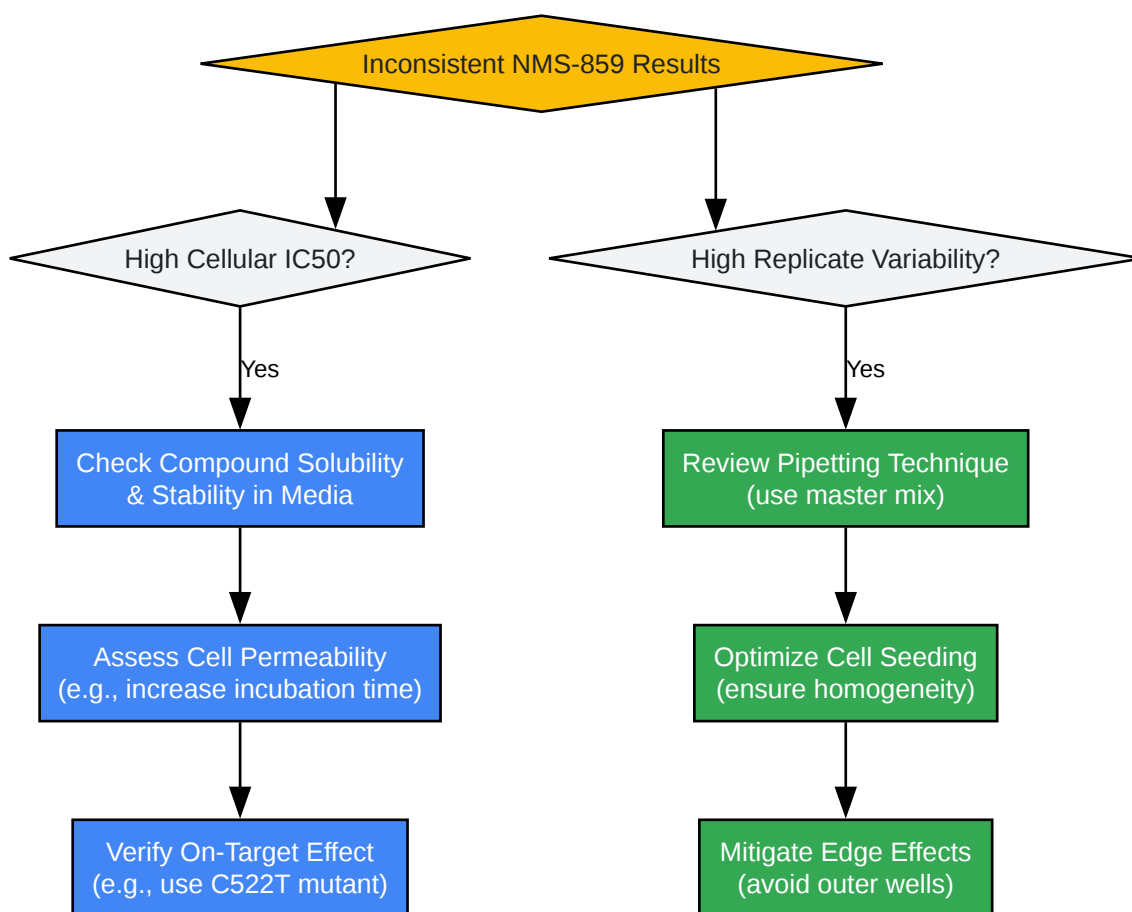 Inconsistent NMS-859 Results
High Cellular IC50?
High Replicate Variability?
Yes
Yes
Check Compound Solubility
& Stability in Media
Review Pipetting Technique
(use master mix)
Assess Cell Permeability
(e.g., increase incubation time)
Optimize Cell Seeding
(ensure homogeneity)
Verify On-Target Effect
(e.g., use C522T mutant)
Mitigate Edge Effects
(avoid outer wells)